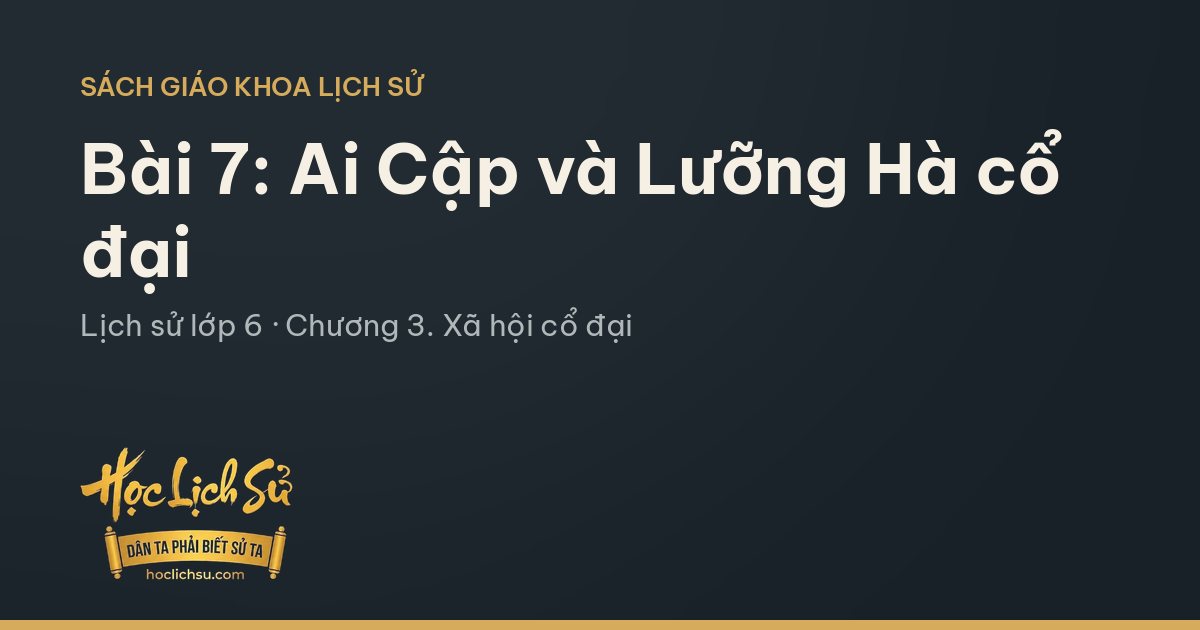 SÁCH GIÁO KHOA LỊCH SỬ
Bài 7: Ai Cập và Lưỡng Hà cổ
đại
Lịch sử lớp 6 · Chương 3. Xã hội cổ đại
Học Lịch Sử
DÂN TA PHẢI BIẾT SỬ TA
hoclichsu.com